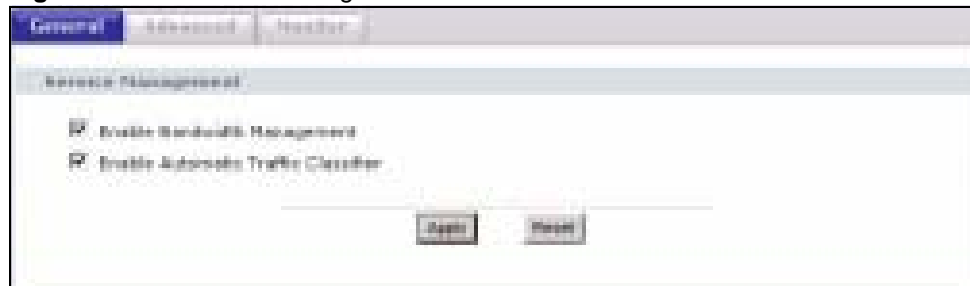 General Advanced Monitor
Service Management
Enable Bandwidth Management
Enable Automatic Traffic Classifier
Apply Reset